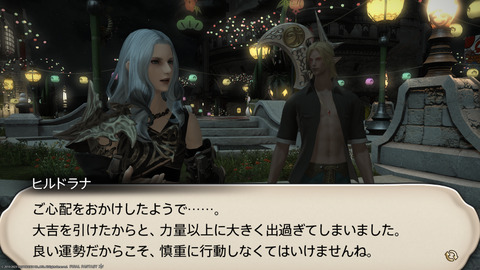 ヒルドラナ
ご心配をおかけしたようで……。
大吉を引けたからと、力量以上に大きく出過ぎてしまいました。
良い運勢だからこそ、慎重に行動しなくてはいけませんね。